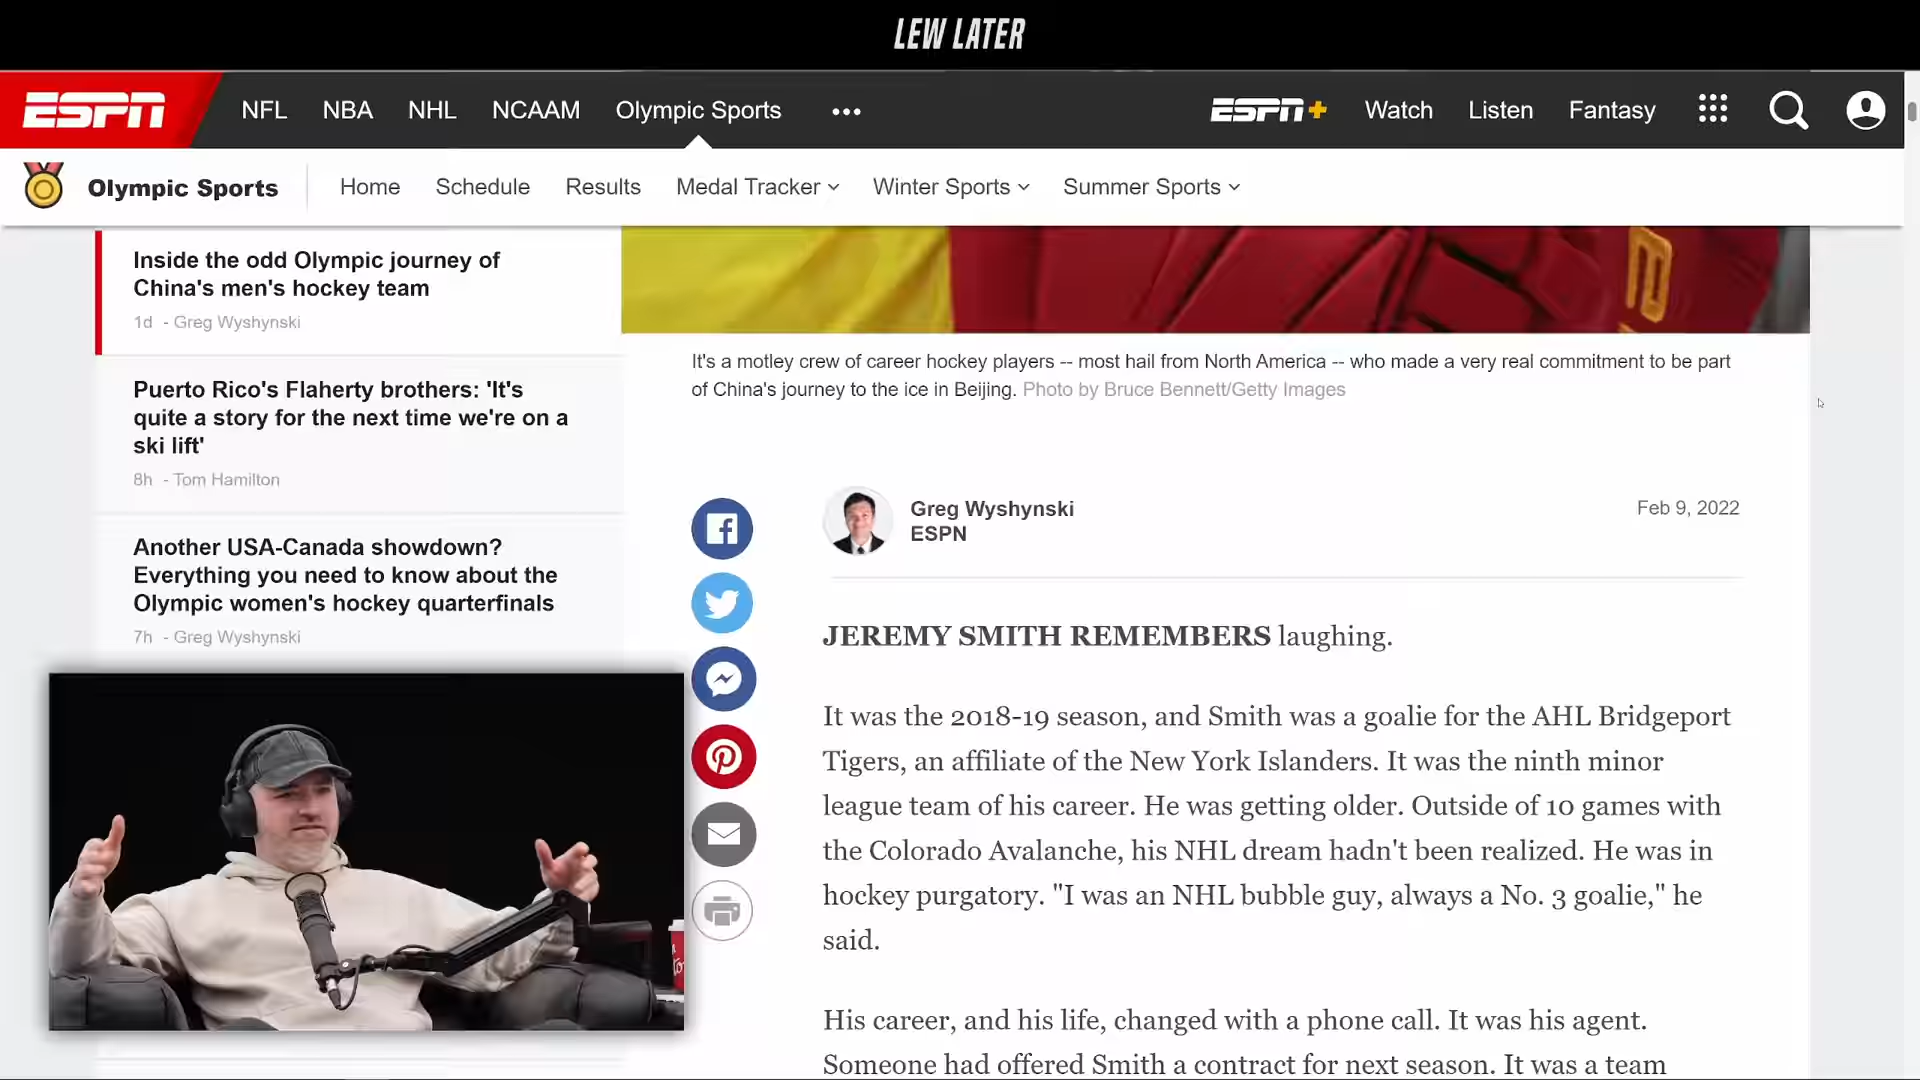 LEW LATER
ESPN NFL NBA NHL NCAAM Olympic Sports ESPN+ Watch Listen Fantasy
Olympic Sports Home Schedule Results Medal Tracker Winter Sports Summer Sports
Inside the odd Olympic journey of
China's men's hockey team
1d - Greg Wyshynski
Puerto Rico's Flaherty brothers: 'It's
quite a story for the next time we're on a
ski lift'
8h - Tom Hamilton
Another USA-Canada showdown?
Everything you need to know about the
Olympic women's hockey quarterfinals
7h - Greg Wyshynski
It's a motley crew of career hockey players -- most hail from North America -- who made a very real commitment to be part
of China's journey to the ice in Beijing. Photo by Bruce Bennett/Getty Images
Greg Wyshynski
ESPN
Feb 9, 2022
JEREMY SMITH REMEMBERS laughing.
It was the 2018-19 season, and Smith was a goalie for the AHL Bridgeport
Tigers, an affiliate of the New York Islanders. It was the ninth minor
league team of his career. He was getting older. Outside of 10 games with
the Colorado Avalanche, his NHL dream hadn't been realized. He was in
hockey purgatory. "I was an NHL bubble guy, always a No. 3 goalie," he
said.
His career, and his life, changed with a phone call. It was his agent.
Someone had offered Smith a contract for next season. It was a team